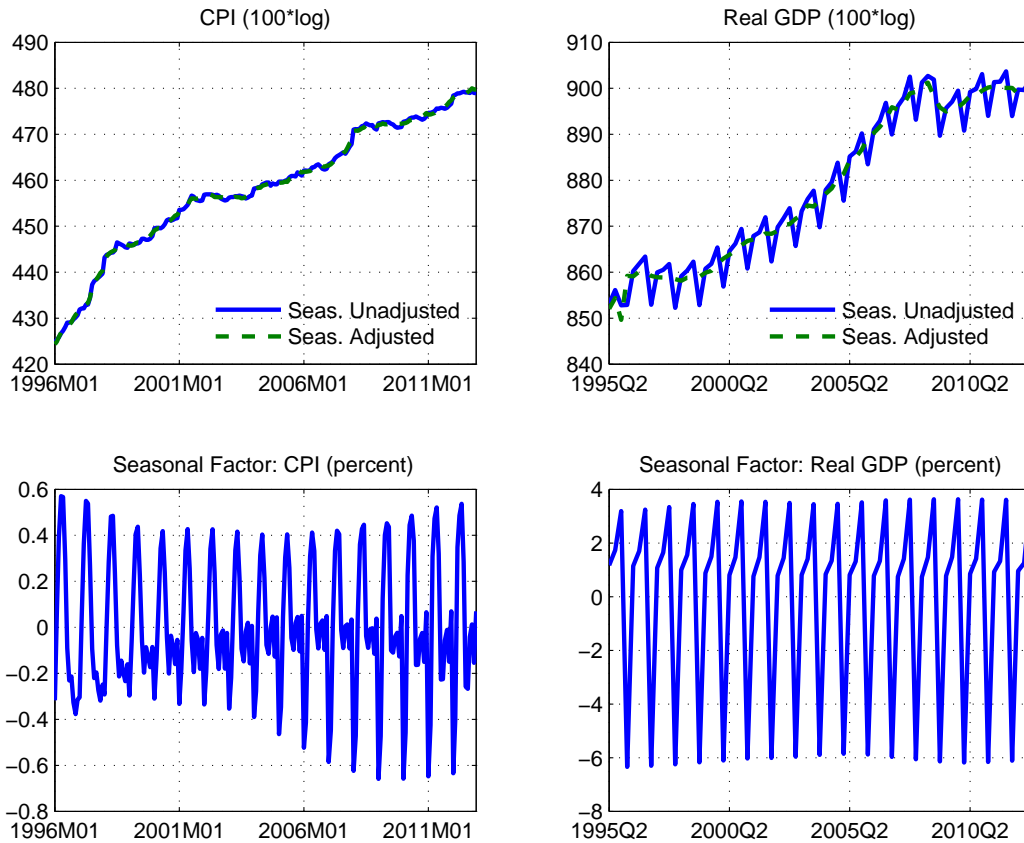 CPI (100*log)
490
480
470
460
450
440
430
420
1996M01 2001M01 2006M01 2011M01
Seas. Unadjusted
Seas. Adjusted
Real GDP (100*log)
910
900
890
880
870
860
850
840
1995Q2 2000Q2 2005Q2 2010Q2
Seas. Unadjusted
Seas. Adjusted
Seasonal Factor: CPI (percent)
0.6
0.4
0.2
0
−0.2
−0.4
−0.6
−0.8
1996M01 2001M01 2006M01 2011M01
Seasonal Factor: Real GDP (percent)
4
2
0
−2
−4
−6
−8
1995Q2 2000Q2 2005Q2 2010Q2